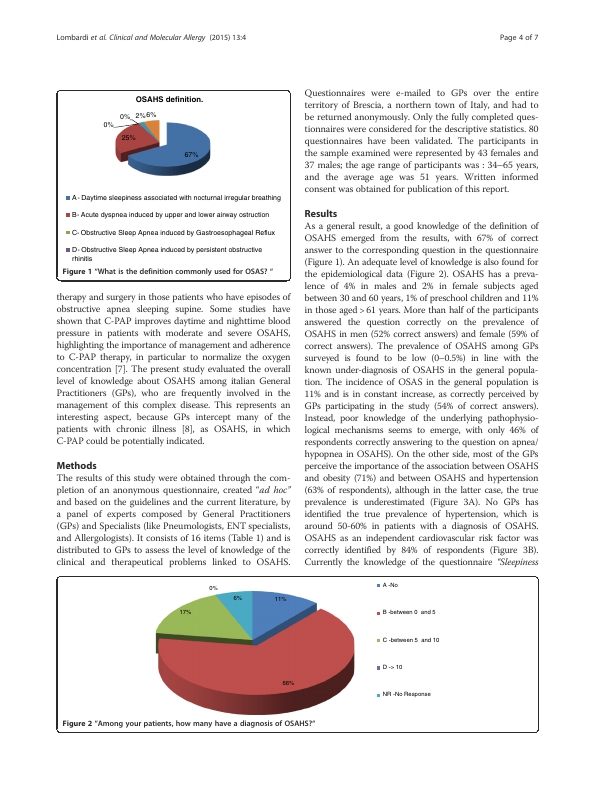 Lombardi et al. Clinical and Molecular Allergy (2015) 13:4
Page 4 of 7
OSAHS definition.
0%
0%
2%
6%
25%
67%
A - Daytime sleepiness associated with nocturnal irregular breathing
B- Acute dyspnea induced by upper and lower airway ostruction
C- Obstructive Sleep Apnea induced by Gastroesophageal Reflux
D- Obstructive Sleep Apnea induced by persistent obstructive
rhinitis
Figure 1 "What is the definition commonly used for OSAS? "
therapy and surgery in those patients who have episodes of
obstructive apnea sleeping supine. Some studies have
shown that C-PAP improves daytime and nighttime blood
pressure in patients with moderate and severe OSAHS,
highlighting the importance of management and adherence
to C-PAP therapy, in particular to normalize the oxygen
concentration [7]. The present study evaluated the overall
level of knowledge about OSAHS among italian General
Practitioners (GPs), who are frequently involved in the
management of this complex disease. This represents an
interesting aspect, because GPs intercept many of the
patients with chronic illness [8], as OSAHS, in which
C-PAP could be potentially indicated.
Methods
The results of this study were obtained through the com-
pletion of an anonymous questionnaire, created "ad hoc"
and based on the guidelines and the current literature, by
a panel of experts composed by General Practitioners
(GPs) and Specialists (like Pneumologists, ENT specialists,
and Allergologists). It consists of 16 items (Table 1) and is
distributed to GPs to assess the level of knowledge of the
clinical and therapeutical problems linked to OSAHS.
Questionnaires were e-mailed to GPs over the entire
territory of Brescia, a northern town of Italy, and had to
be returned anonymously. Only the fully completed ques-
tionnaires were considered for the descriptive statistics. 80
questionnaires have been validated. The participants in
the sample examined were represented by 43 females and
37 males; the age range of participants was : 34–65 years,
and the average age was 51 years. Written informed
consent was obtained for publication of this report.
Results
As a general result, a good knowledge of the definition of
OSAHS emerged from the results, with 67% of correct
answer to the corresponding question in the questionnaire
(Figure 1). An adequate level of knowledge is also found for
the epidemiological data (Figure 2). OSAHS has a preva-
lence of 4% in males and 2% in female subjects aged
between 30 and 60 years, 1% of preschool children and 11%
in those aged > 61 years. More than half of the participants
answered the question correctly on the prevalence of
OSAHS in men (52% correct answers) and female (59% of
correct answers). The prevalence of OSAHS among GPs
surveyed is found to be low (0–0.5%) in line with the
known under-diagnosis of OSAHS in the general popula-
tion. The incidence of OSAS in the general population is
11% and is in constant increase, as correctly perceived by
GPs participating in the study (54% of correct answers).
Instead, poor knowledge of the underlying pathophysio-
logical mechanisms seems to emerge, with only 46% of
respondents correctly answering to the question on apnea/
hypopnea in OSAHS). On the other side, most of the GPs
perceive the importance of the association between OSAHS
and obesity (71%) and between OSAHS and hypertension
(63% of respondents), although in the latter case, the true
prevalence is underestimated (Figure 3A). No GPs has
identified the true prevalence of hypertension, which is
around 50-60% in patients with a diagnosis of OSAHS.
OSAHS as an independent cardiovascular risk factor was
correctly identified by 84% of respondents (Figure 3B).
Currently the knowledge of the questionnaire "Sleepiness
0%
6%
11%
17%
66%
A -No
B -between 0 and 5
C -between 5 and 10
D -> 10
NR -No Response
Figure 2 "Among your patients, how many have a diagnosis of OSAHS?"